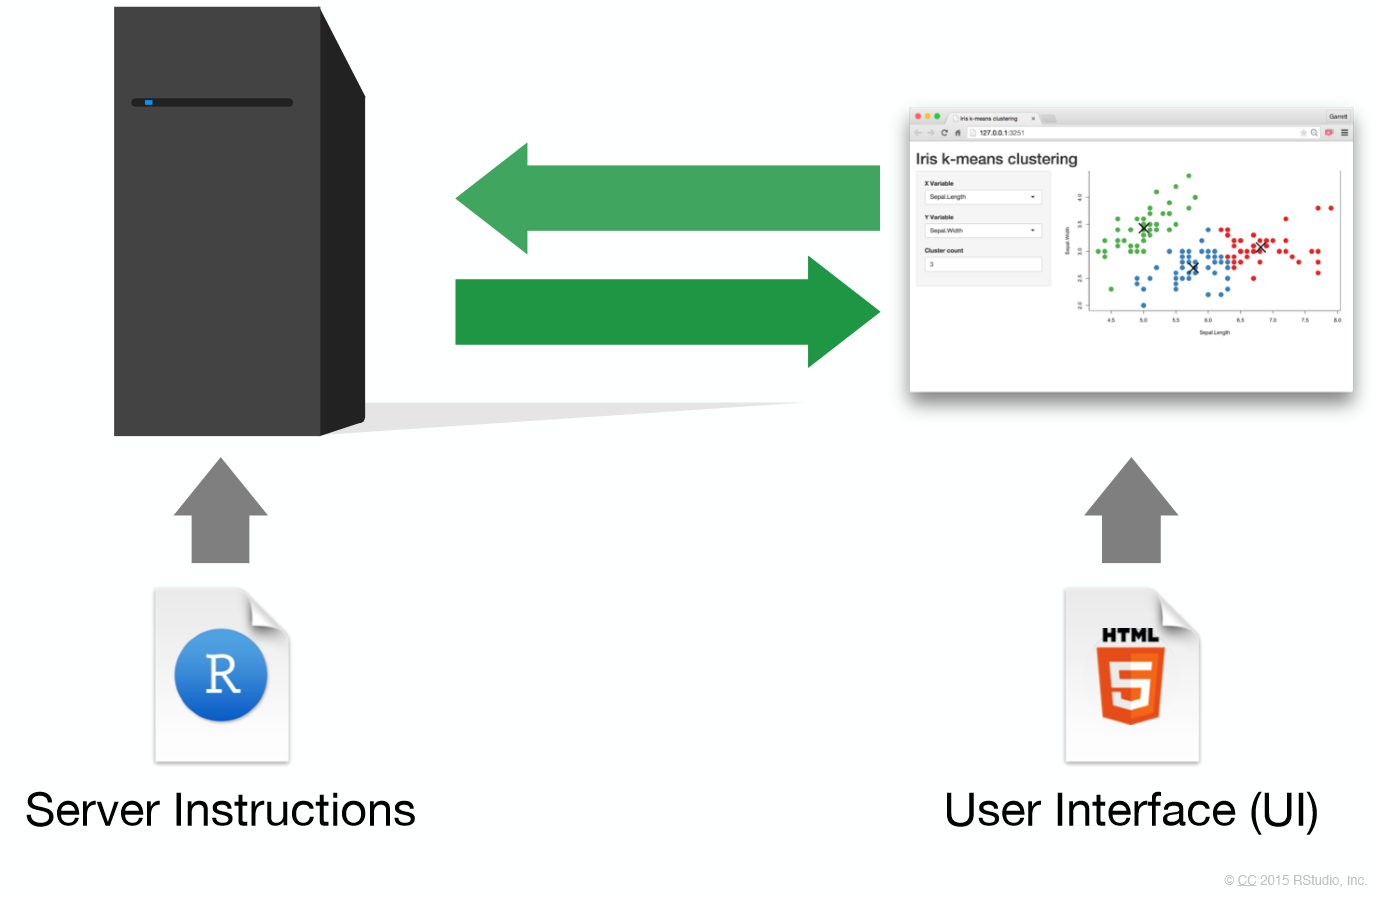 Iris k-means clustering
Garrett
127.0.0.1:3251
Iris k-means clustering
X Variable
Sepal.Length
Y Variable
Sepal.Width
Cluster count
3
Sepal.Width
4.0
3.5
3.0
2.5
2.0
4.5 5.0 5.5 6.0 6.5 7.0 7.5 8.0
Sepal.Length
R
HTML
5
Server Instructions
User Interface (UI)
© CC 2015 RStudio, Inc.